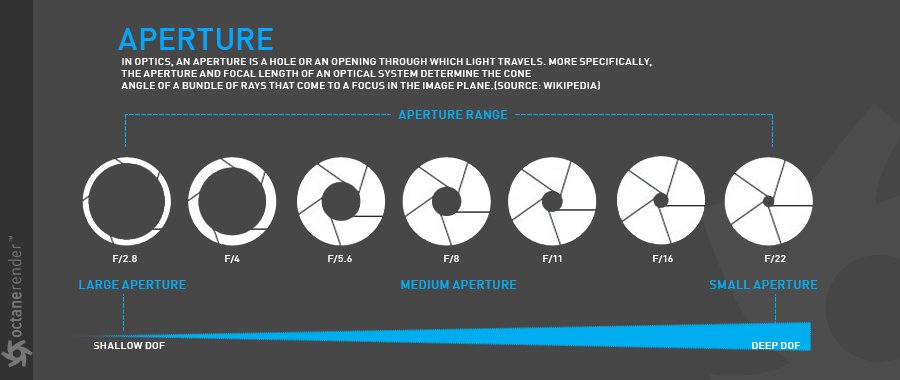 APERTURE
IN OPTICS, AN APERTURE IS A HOLE OR AN OPENING THROUGH WHICH LIGHT TRAVELS. MORE SPECIFICALLY,
THE APERTURE AND FOCAL LENGTH OF AN OPTICAL SYSTEM DETERMINE THE CONE
ANGLE OF A BUNDLE OF RAYS THAT COME TO A FOCUS IN THE IMAGE PLANE.(SOURCE: WIKIPEDIA)
APERTURE RANGE
F/2.8 F/4 F/5.6 F/8 F/11 F/16 F/22
LARGE APERTURE MEDIUM APERTURE SMALL APERTURE
SHALLOW DOF DEEP DOF
octanerender™